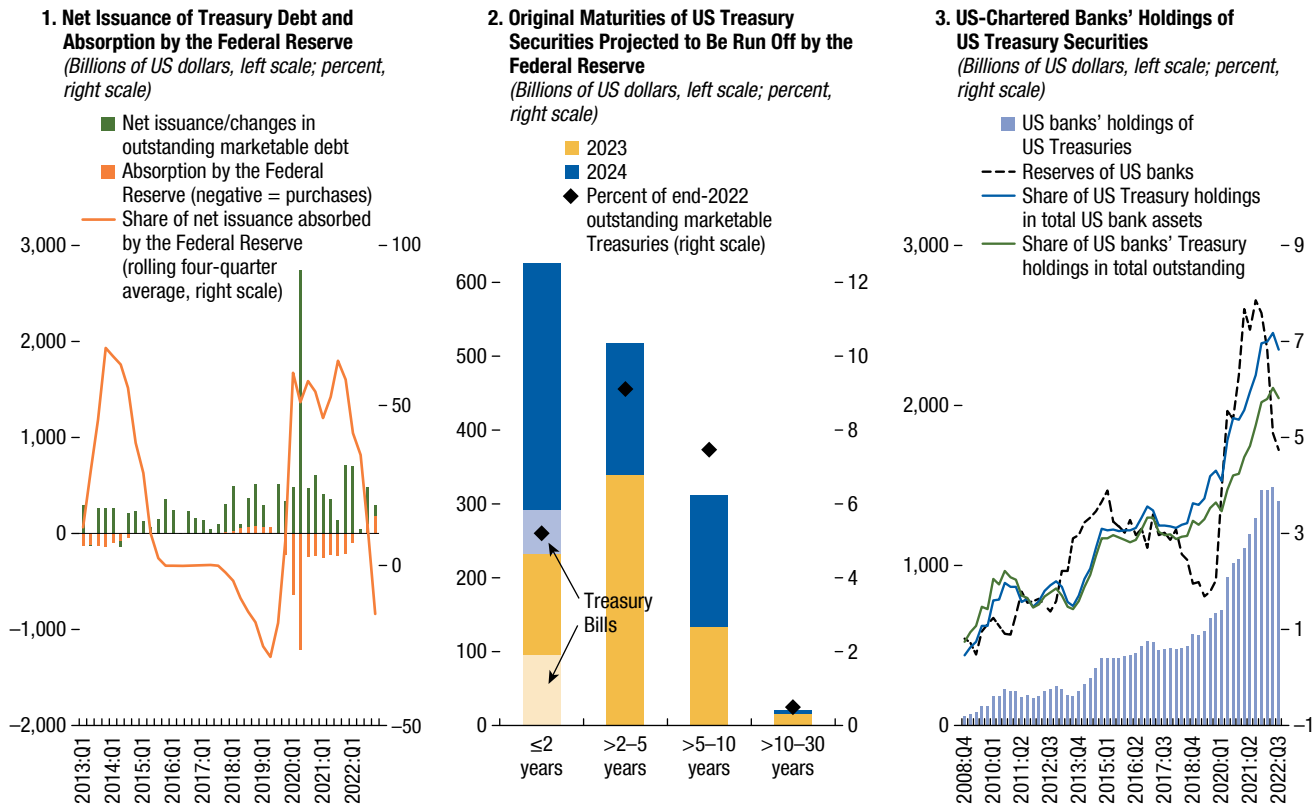 1. Net Issuance of Treasury Debt and
Absorption by the Federal Reserve
(Billions of US dollars, left scale; percent,
right scale)
Net issuance/changes in
outstanding marketable debt
Absorption by the Federal
Reserve (negative = purchases)
Share of net issuance absorbed
by the Federal Reserve
(rolling four-quarter
average, right scale)
3,000
2,000
1,000
0
–1,000
–2,000
100
50
0
–50
2013:Q1
2014:Q1
2015:Q1
2016:Q1
2017:Q1
2018:Q1
2019:Q1
2020:Q1
2021:Q1
2022:Q1
2. Original Maturities of US Treasury
Securities Projected to Be Run Off by the
Federal Reserve
(Billions of US dollars, left scale; percent,
right scale)
2023
2024
Percent of end-2022
outstanding marketable
Treasuries (right scale)
600
500
400
300
200
100
0
12
10
8
6
4
2
0
Treasury
Bills
≤2
years
>2–5
years
>5–10
years
>10–30
years
3. US-Chartered Banks’ Holdings of
US Treasury Securities
(Billions of US dollars, left scale; percent,
right scale)
US banks’ holdings of
US Treasuries
Reserves of US banks
Share of US Treasury holdings
in total US bank assets
Share of US banks’ Treasury
holdings in total outstanding
3,000
2,000
1,000
0
9
7
5
3
1
–1
2008:Q4
2010:Q1
2011:Q2
2012:Q3
2013:Q4
2015:Q1
2016:Q2
2017:Q3
2018:Q4
2020:Q1
2021:Q2
2022:Q3